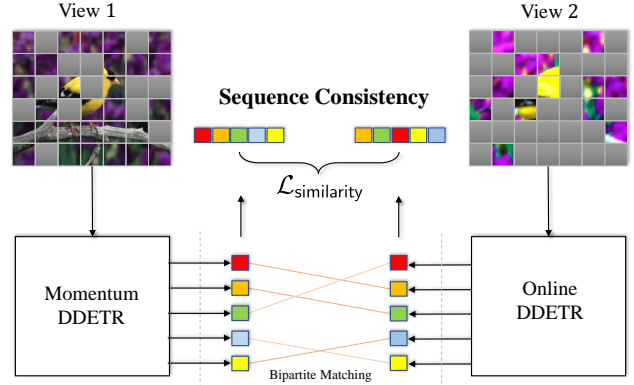 View 1
View 2
Sequence Consistency
ℒsimilarity
Momentum
DDETR
Online
DDETR
Bipartite Matching